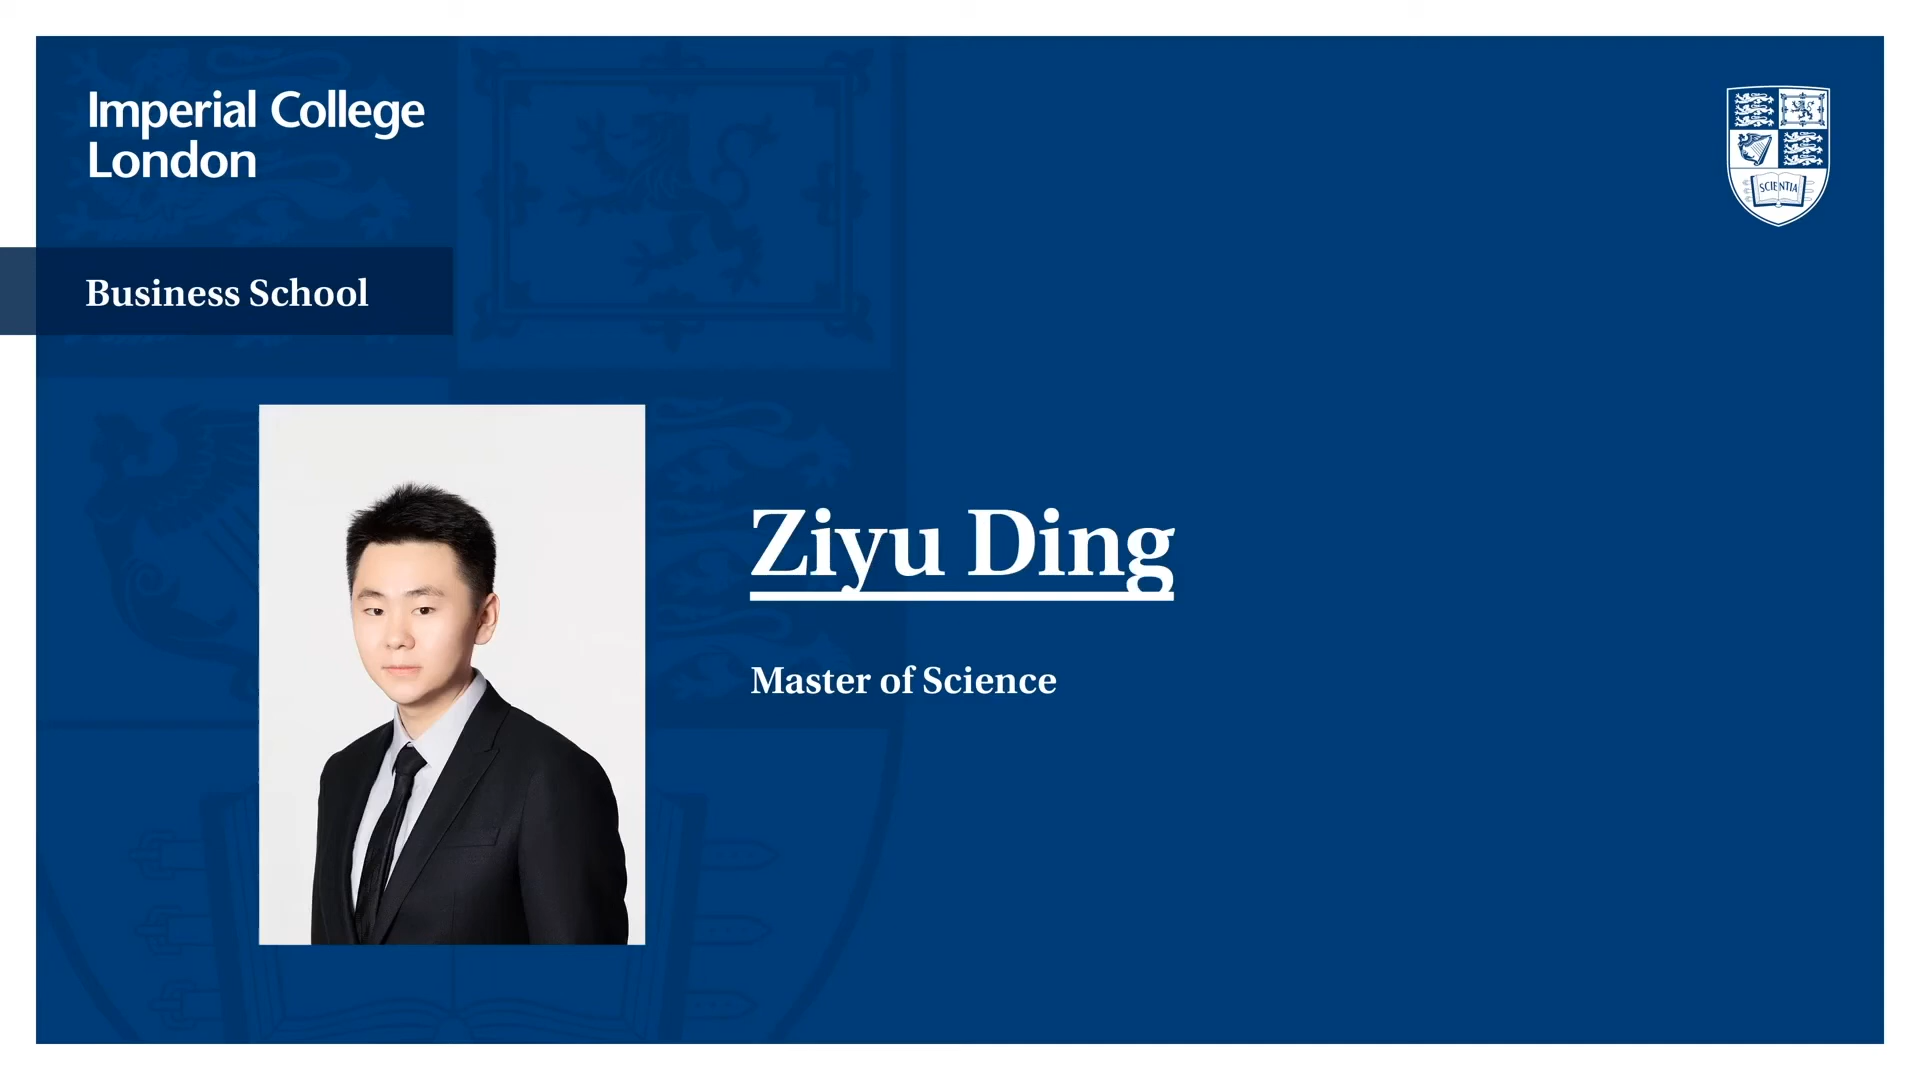 Imperial College
London
SCIENTIA
Business School
Ziyu Ding
Master of Science